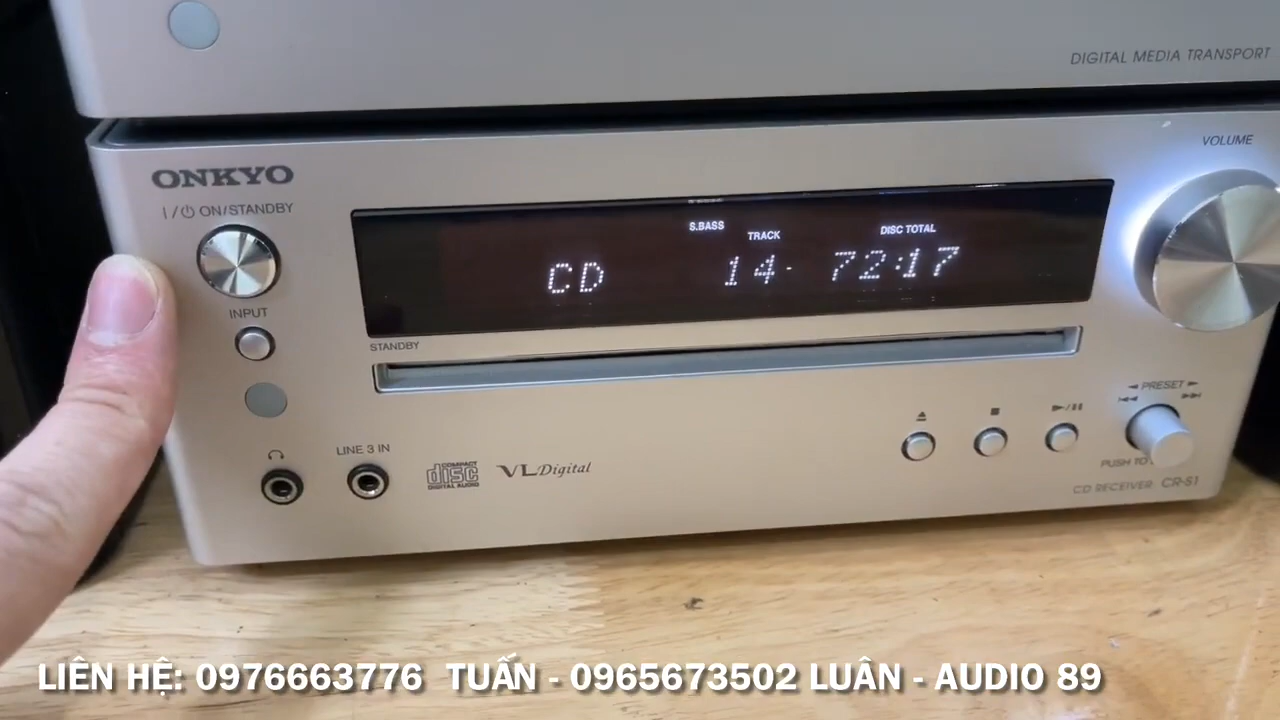 DIGITAL MEDIA TRANSPORT
VOLUME
ONKYO
I/⏻ ON/STANDBY
S.BASS TRACK DISC TOTAL
CD 14 72:17
INPUT
STANDBY
PRESET
LINE 3 IN
COMPACT
disc
DIGITAL AUDIO
VL Digital
PUSH TO
CD RECEIVER CR-S1
LIÊN HỆ: 0976663776 TUẤN - 0965673502 LUÂN - AUDIO 89